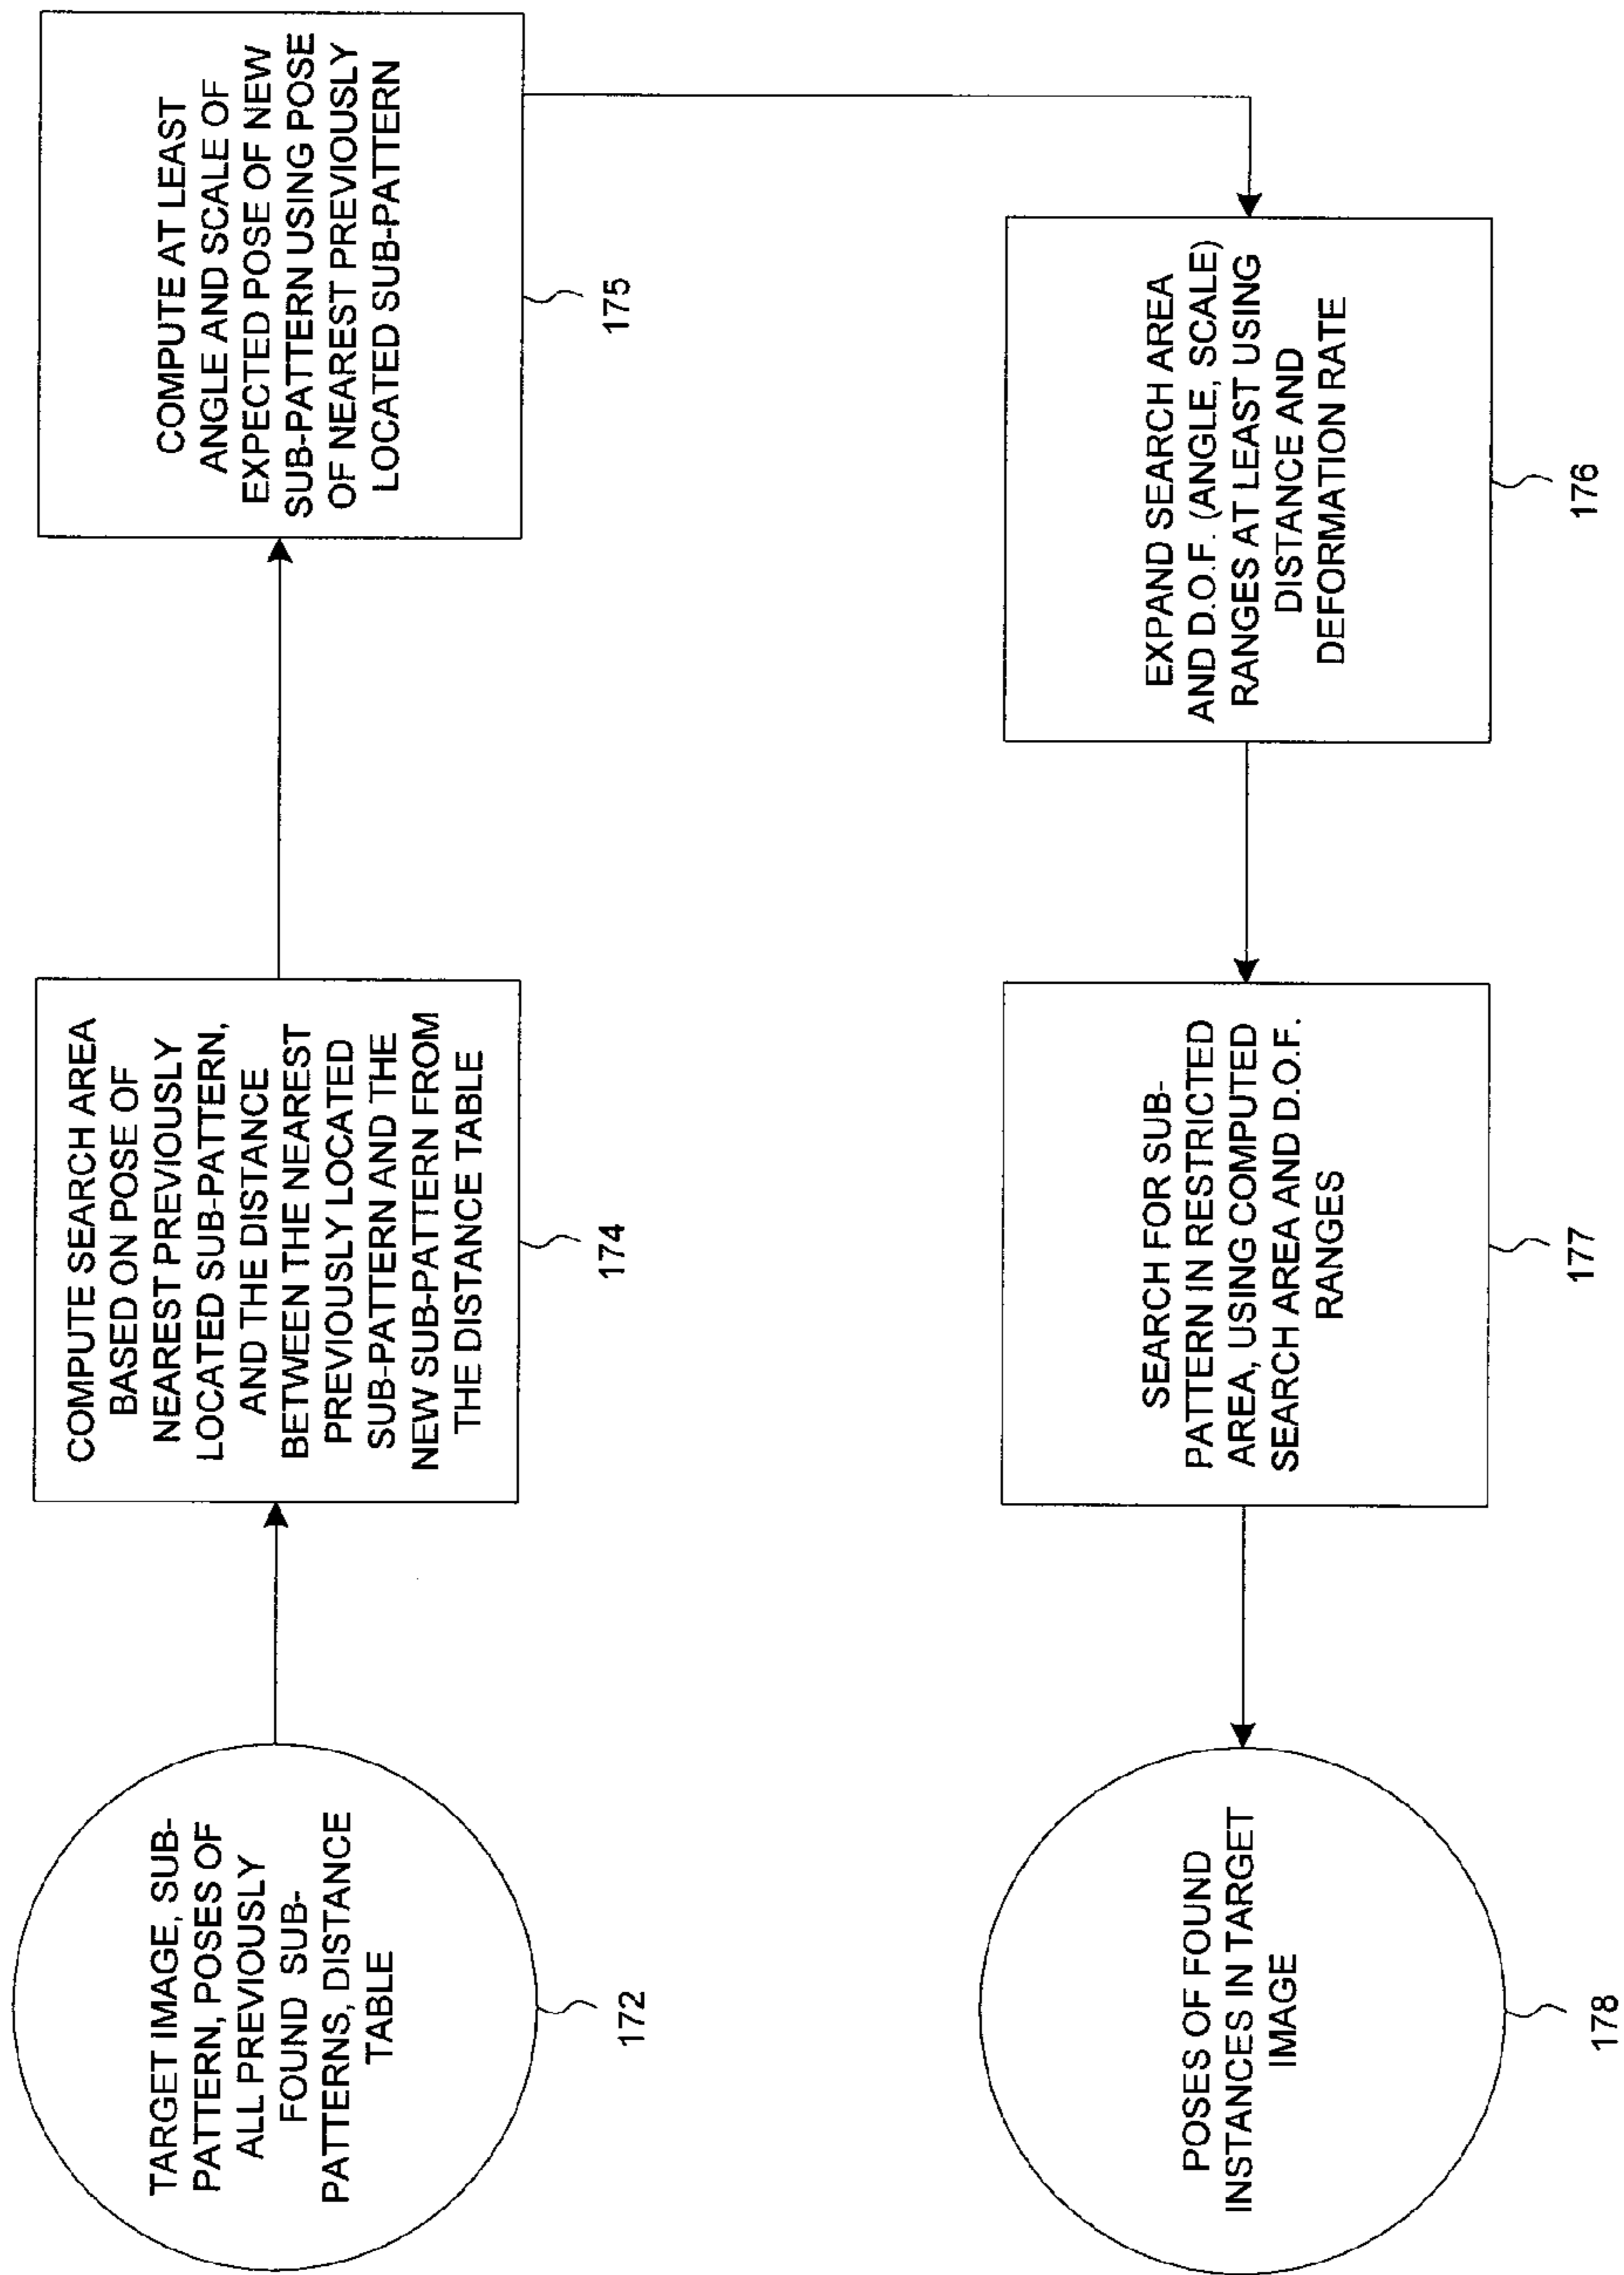 TARGET IMAGE, SUB-
PATTERN, POSES OF
ALL PREVIOUSLY
FOUND SUB-
PATTERNS, DISTANCE
TABLE
172
COMPUTE SEARCH AREA
BASED ON POSE OF
NEAREST PREVIOUSLY
LOCATED SUB-PATTERN,
AND THE DISTANCE
BETWEEN THE NEAREST
PREVIOUSLY LOCATED
SUB-PATTERN AND THE
NEW SUB-PATTERN FROM
THE DISTANCE TABLE
174
COMPUTE AT LEAST
ANGLE AND SCALE OF
EXPECTED POSE OF NEW
SUB-PATTERN USING POSE
OF NEAREST PREVIOUSLY
LOCATED SUB-PATTERN
175
EXPAND SEARCH AREA
AND D.O.F. (ANGLE, SCALE)
RANGES AT LEAST USING
DISTANCE AND
DEFORMATION RATE
176
SEARCH FOR SUB-
PATTERN IN RESTRICTED
AREA, USING COMPUTED
SEARCH AREA AND D.O.F.
RANGES
177
POSES OF FOUND
INSTANCES IN TARGET
IMAGE
178